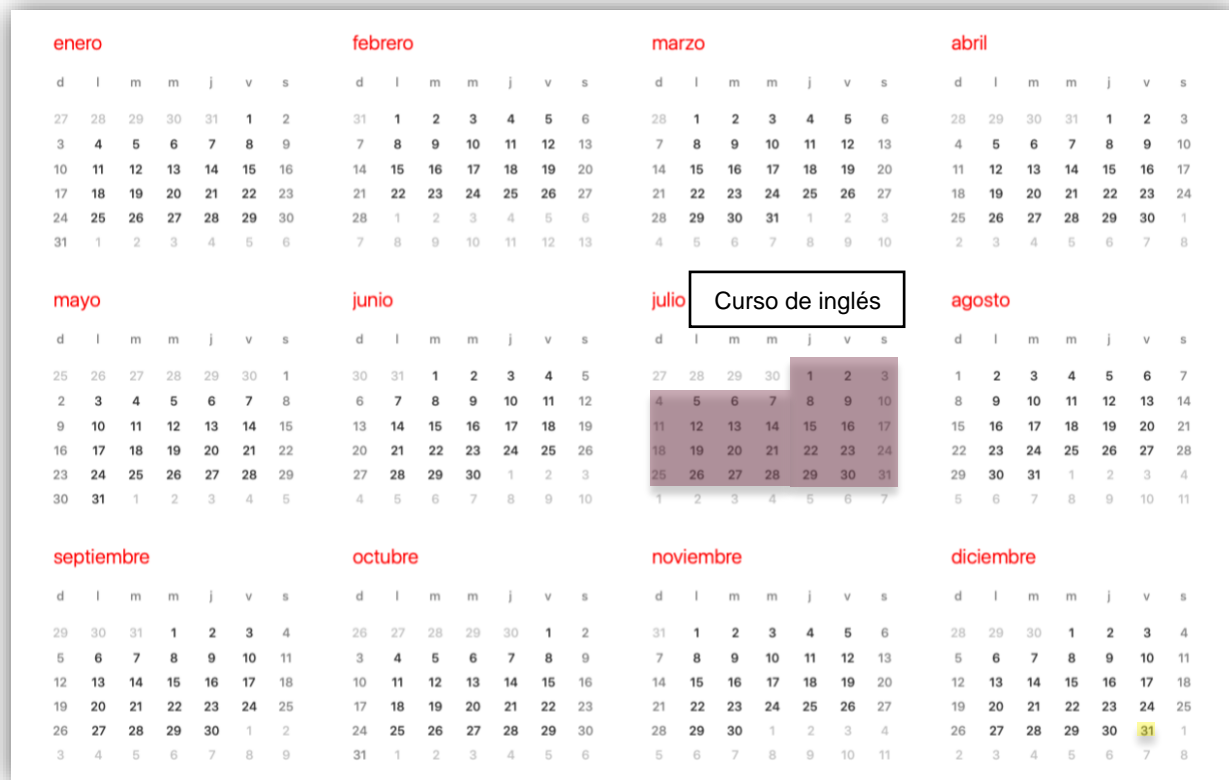 enero febrero marzo abril
d l m m j v s d l m m j v s d l m m j v s d l m m j v s
27 28 29 30 31 1 2 31 1 2 3 4 5 6 28 1 2 3 4 5 6 28 29 30 31 1 2 3
3 4 5 6 7 8 9 7 8 9 10 11 12 13 7 8 9 10 11 12 13 4 5 6 7 8 9 10
10 11 12 13 14 15 16 14 15 16 17 18 19 20 14 15 16 17 18 19 20 11 12 13 14 15 16 17
17 18 19 20 21 22 23 21 22 23 24 25 26 27 21 22 23 24 25 26 27 18 19 20 21 22 23 24
24 25 26 27 28 29 30 28 1 2 3 4 5 6 28 29 30 31 1 2 3 25 26 27 28 29 30 1
31 1 2 3 4 5 6 7 8 9 10 11 12 13 4 5 6 7 8 9 10 2 3 4 5 6 7 8
mayo junio julio Curso de inglés agosto
d l m m j v s d l m m j v s d l m m j v s d l m m j v s
25 26 27 28 29 30 1 30 31 1 2 3 4 5 27 28 29 30 1 2 3 1 2 3 4 5 6 7
2 3 4 5 6 7 8 6 7 8 9 10 11 12 4 5 6 7 8 9 10 8 9 10 11 12 13 14
9 10 11 12 13 14 15 13 14 15 16 17 18 19 11 12 13 14 15 16 17 15 16 17 18 19 20 21
16 17 18 19 20 21 22 20 21 22 23 24 25 26 18 19 20 21 22 23 24 22 23 24 25 26 27 28
23 24 25 26 27 28 29 27 28 29 30 1 2 3 25 26 27 28 29 30 31 29 30 31 1 2 3 4
30 31 1 2 3 4 5 4 5 6 7 8 9 10 1 2 3 4 5 6 7 5 6 7 8 9 10 11
septiembre octubre noviembre diciembre
d l m m j v s d l m m j v s d l m m j v s d l m m j v s
29 30 31 1 2 3 4 26 27 28 29 30 1 2 31 1 2 3 4 5 6 28 29 30 1 2 3 4
5 6 7 8 9 10 11 3 4 5 6 7 8 9 7 8 9 10 11 12 13 5 6 7 8 9 10 11
12 13 14 15 16 17 18 10 11 12 13 14 15 16 14 15 16 17 18 19 20 12 13 14 15 16 17 18
19 20 21 22 23 24 25 17 18 19 20 21 22 23 21 22 23 24 25 26 27 19 20 21 22 23 24 25
26 27 28 29 30 1 2 24 25 26 27 28 29 30 28 29 30 1 2 3 4 26 27 28 29 30 31 1
3 4 5 6 7 8 9 31 1 2 3 4 5 6 5 6 7 8 9 10 11 2 3 4 5 6 7 8